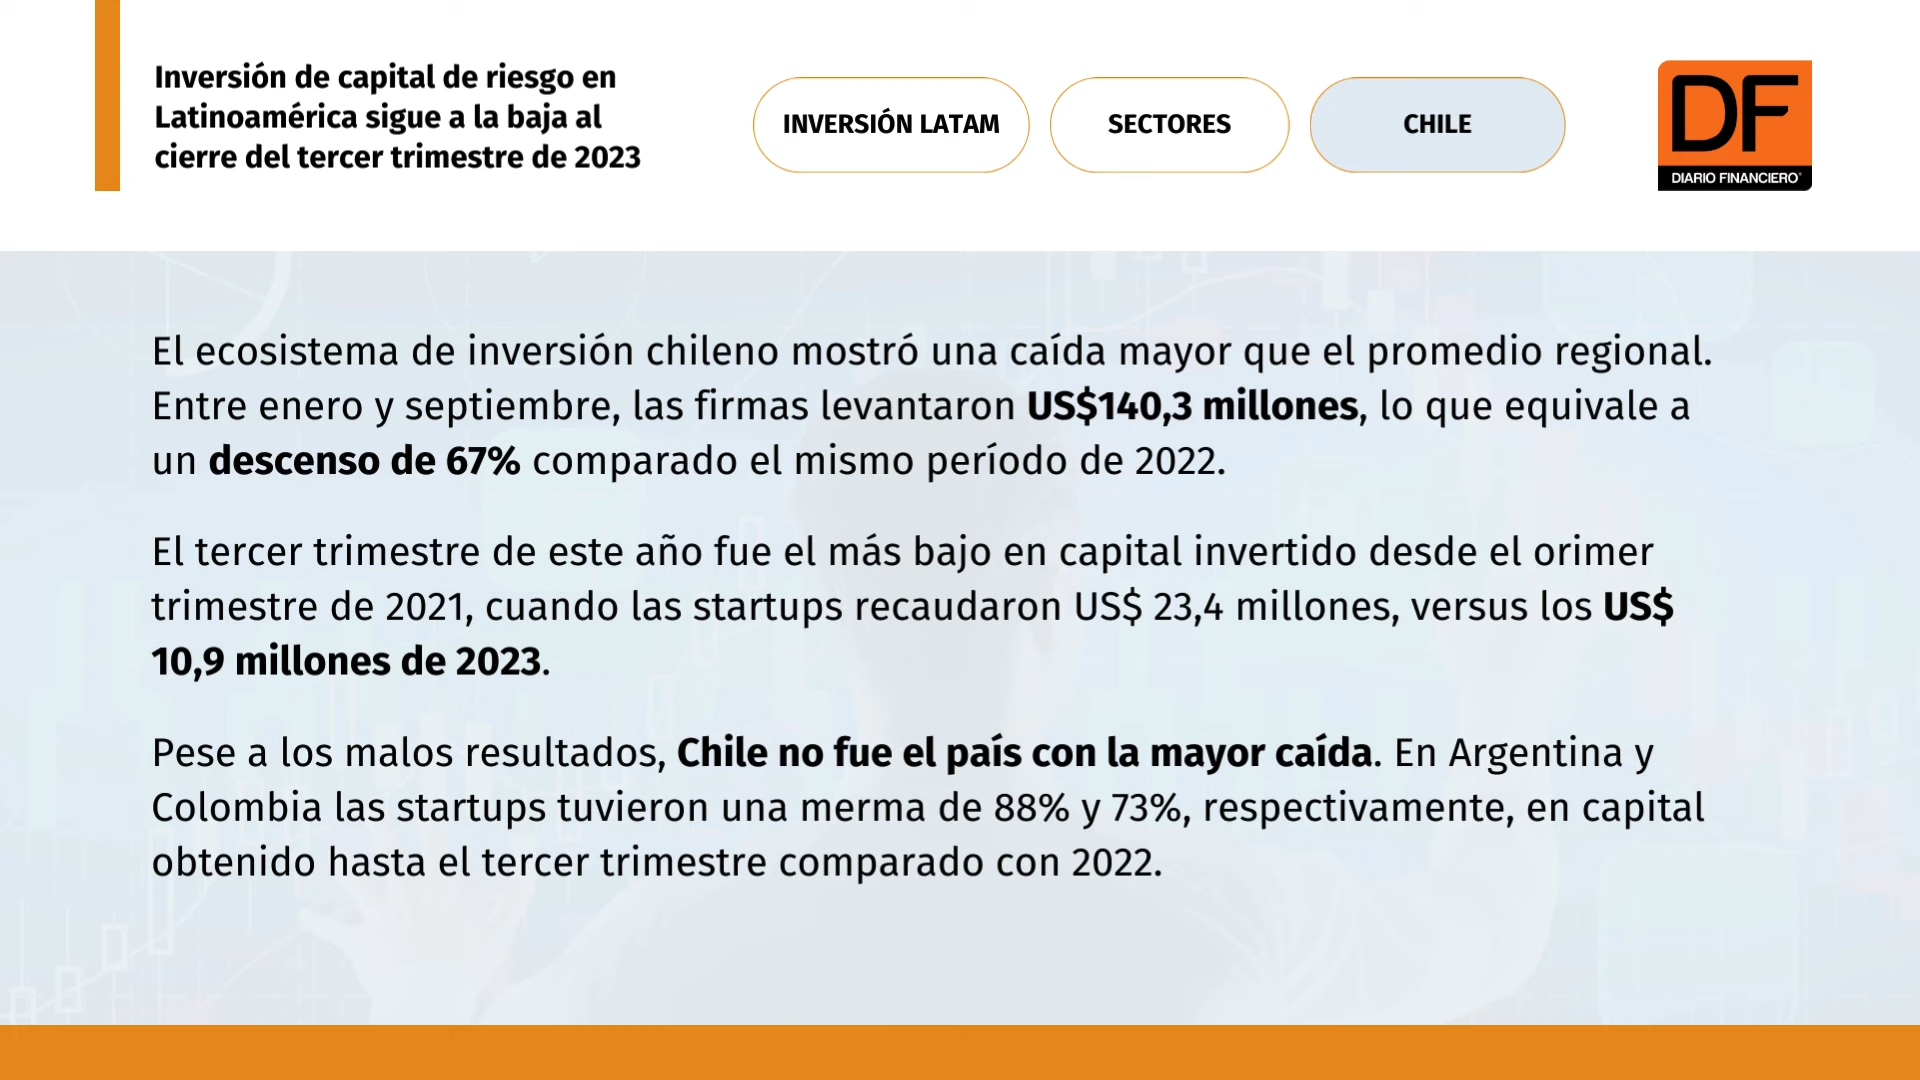 Inversión de capital de riesgo en
Latinoamérica sigue a la baja al
cierre del tercer trimestre de 2023
INVERSIÓN LATAM
SECTORES
CHILE
DF
DIARIO FINANCIERO®
El ecosistema de inversión chileno mostró una caída mayor que el promedio regional.
Entre enero y septiembre, las firmas levantaron US$140,3 millones, lo que equivale a
un descenso de 67% comparado el mismo período de 2022.
El tercer trimestre de este año fue el más bajo en capital invertido desde el orimer
trimestre de 2021, cuando las startups recaudaron US$ 23,4 millones, versus los US$
10,9 millones de 2023.
Pese a los malos resultados, Chile no fue el país con la mayor caída. En Argentina y
Colombia las startups tuvieron una merma de 88% y 73%, respectivamente, en capital
obtenido hasta el tercer trimestre comparado con 2022.